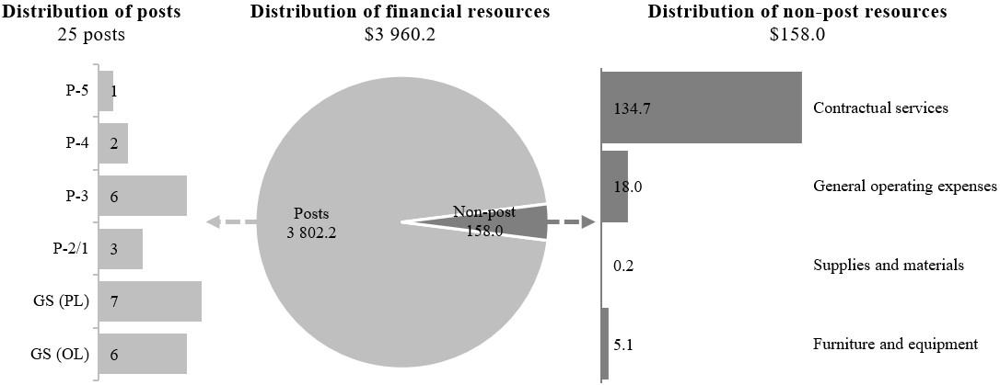 Distribution of posts
25 posts
P-5
1
P-4
2
P-3
6
P-2/1
3
GS (PL)
7
GS (OL)
6
Distribution of financial resources
$3 960.2
Posts
3 802.2
Non-post
158.0
Distribution of non-post resources
$158.0
134.7
Contractual services
18.0
General operating expenses
0.2
Supplies and materials
5.1
Furniture and equipment